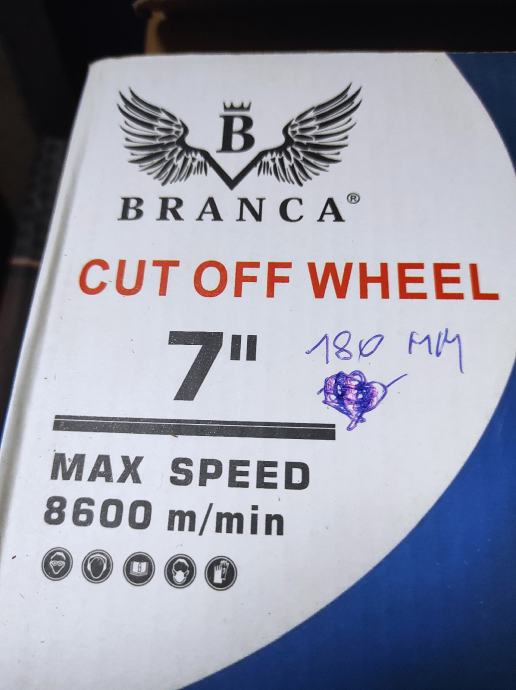 B
BRANCA®
CUT OFF WHEEL
7" 180 MM
MAX SPEED
8600 m/min